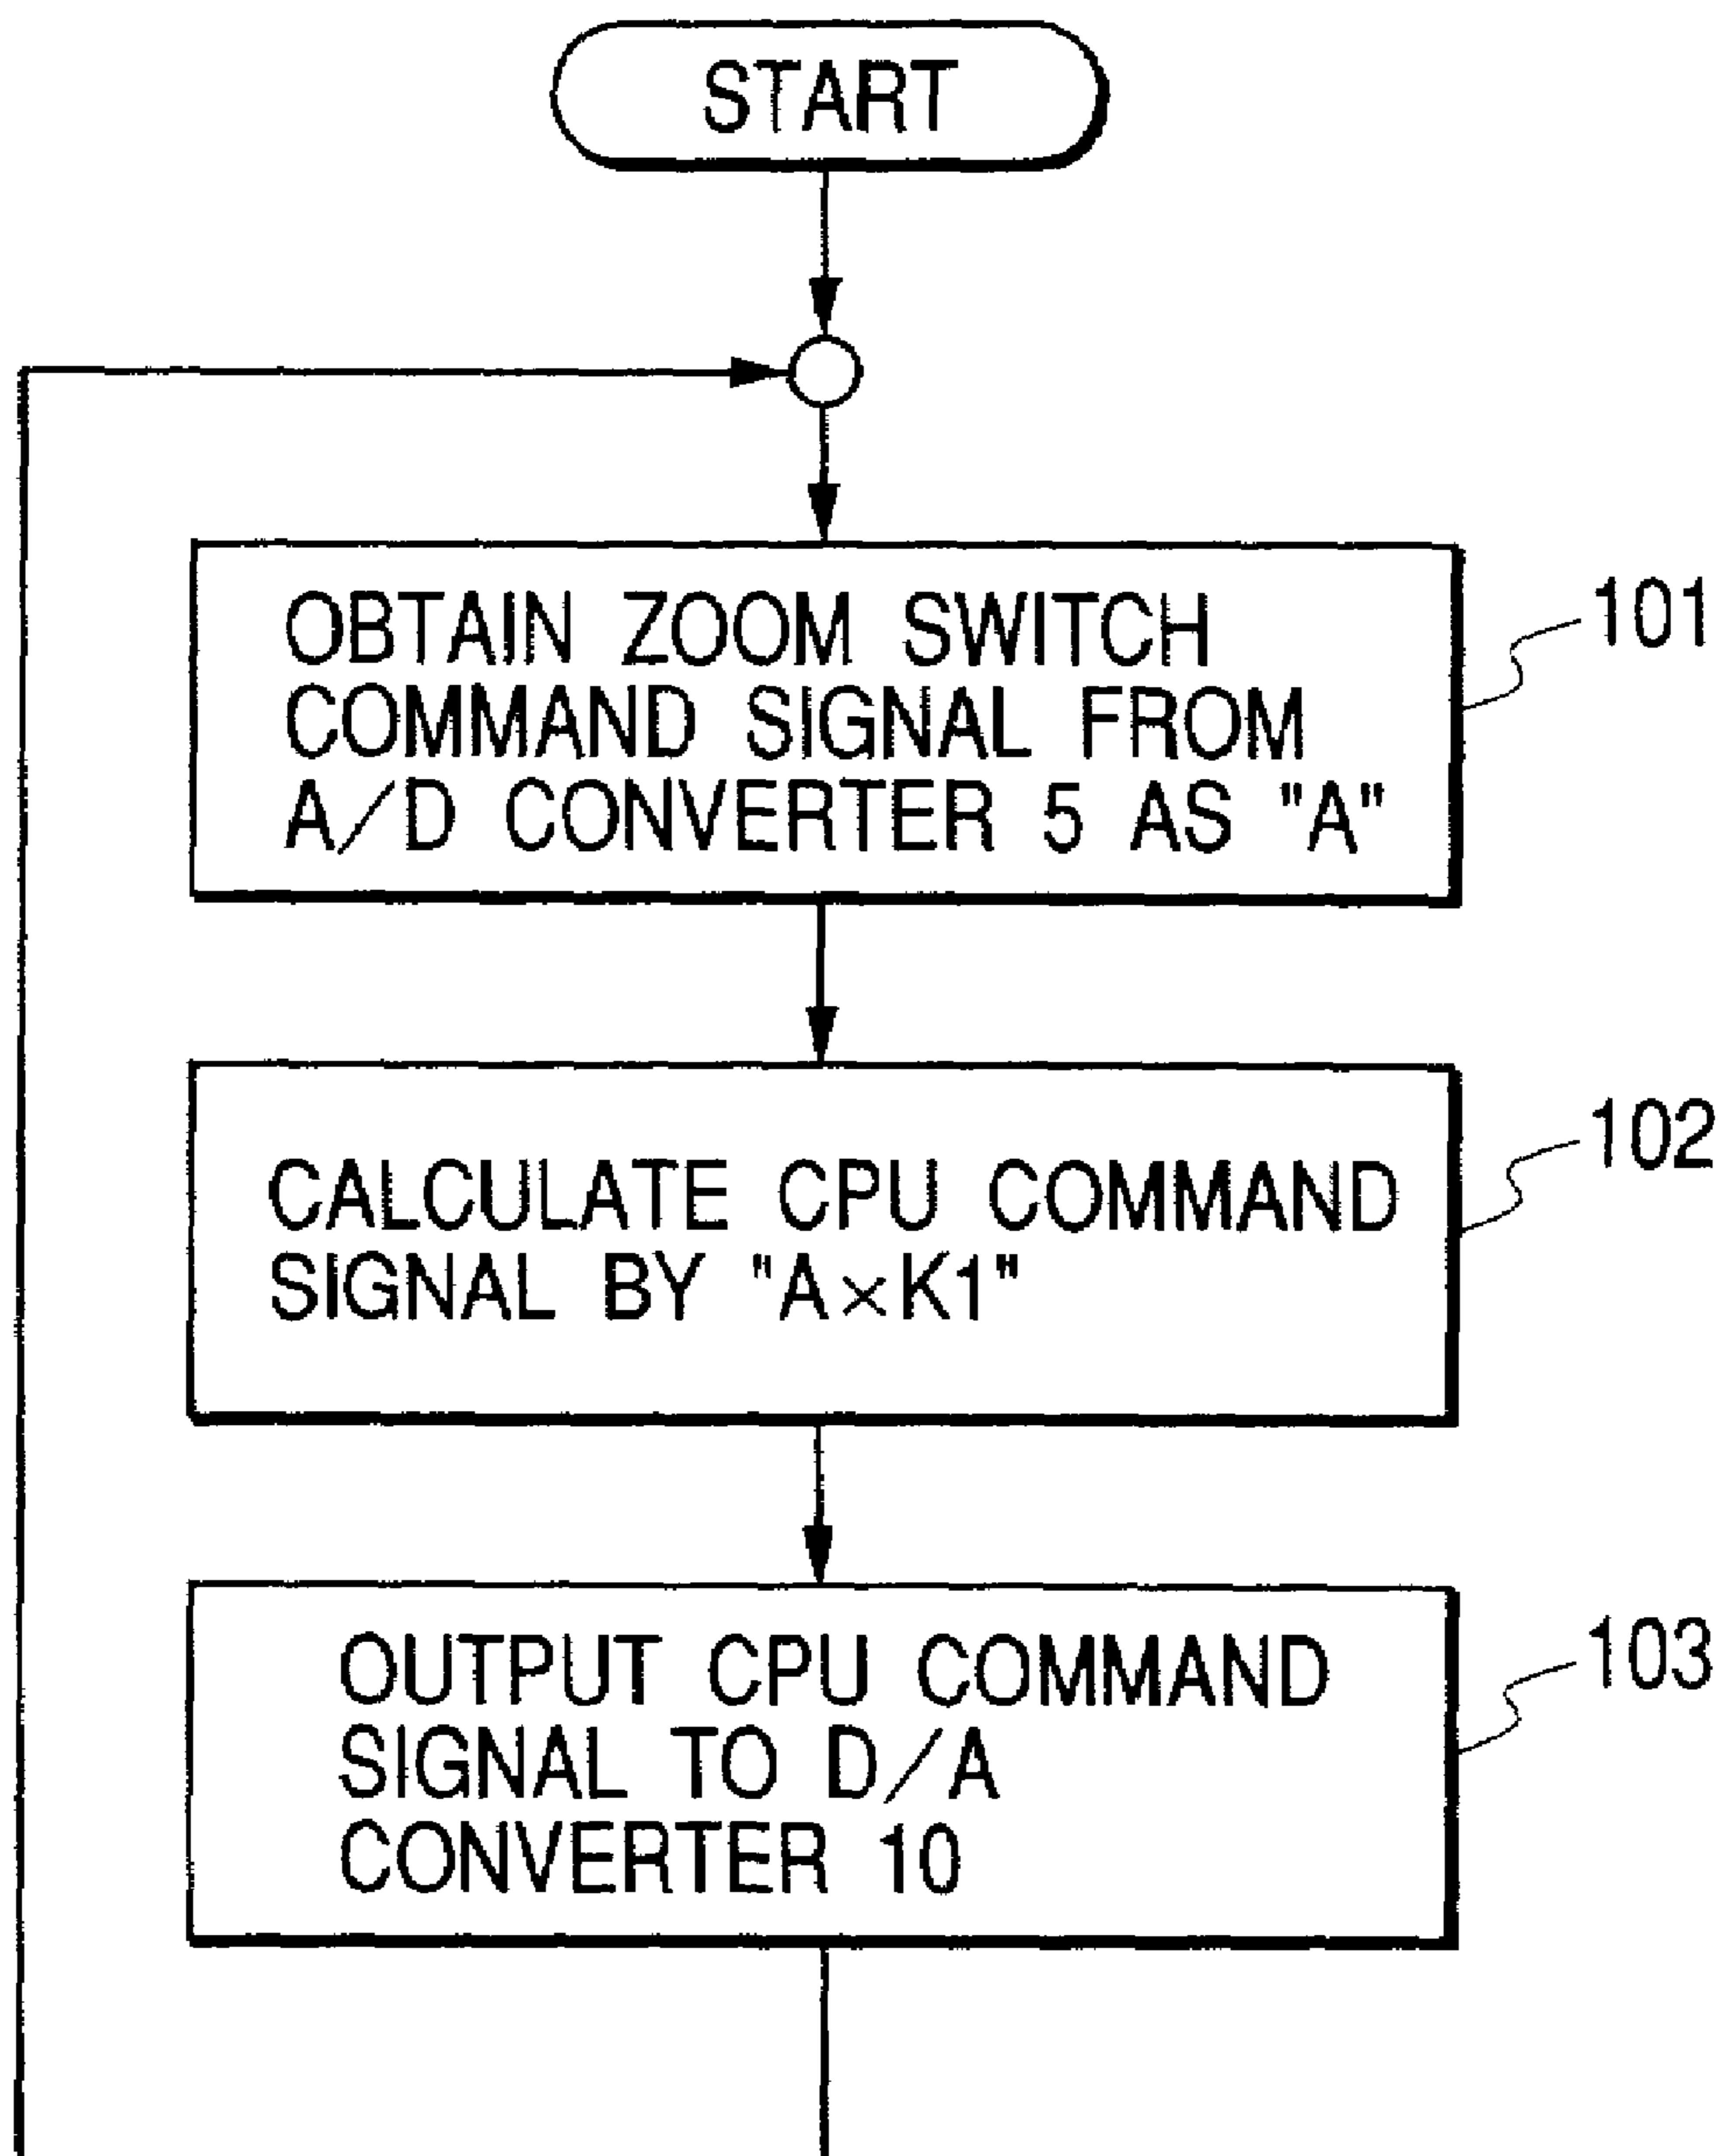 START
OBTAIN ZOOM SWITCH
COMMAND SIGNAL FROM
A/D CONVERTER 5 AS "A"
101
CALCULATE CPU COMMAND
SIGNAL BY "A×K1"
102
OUTPUT CPU COMMAND
SIGNAL TO D/A
CONVERTER 10
103